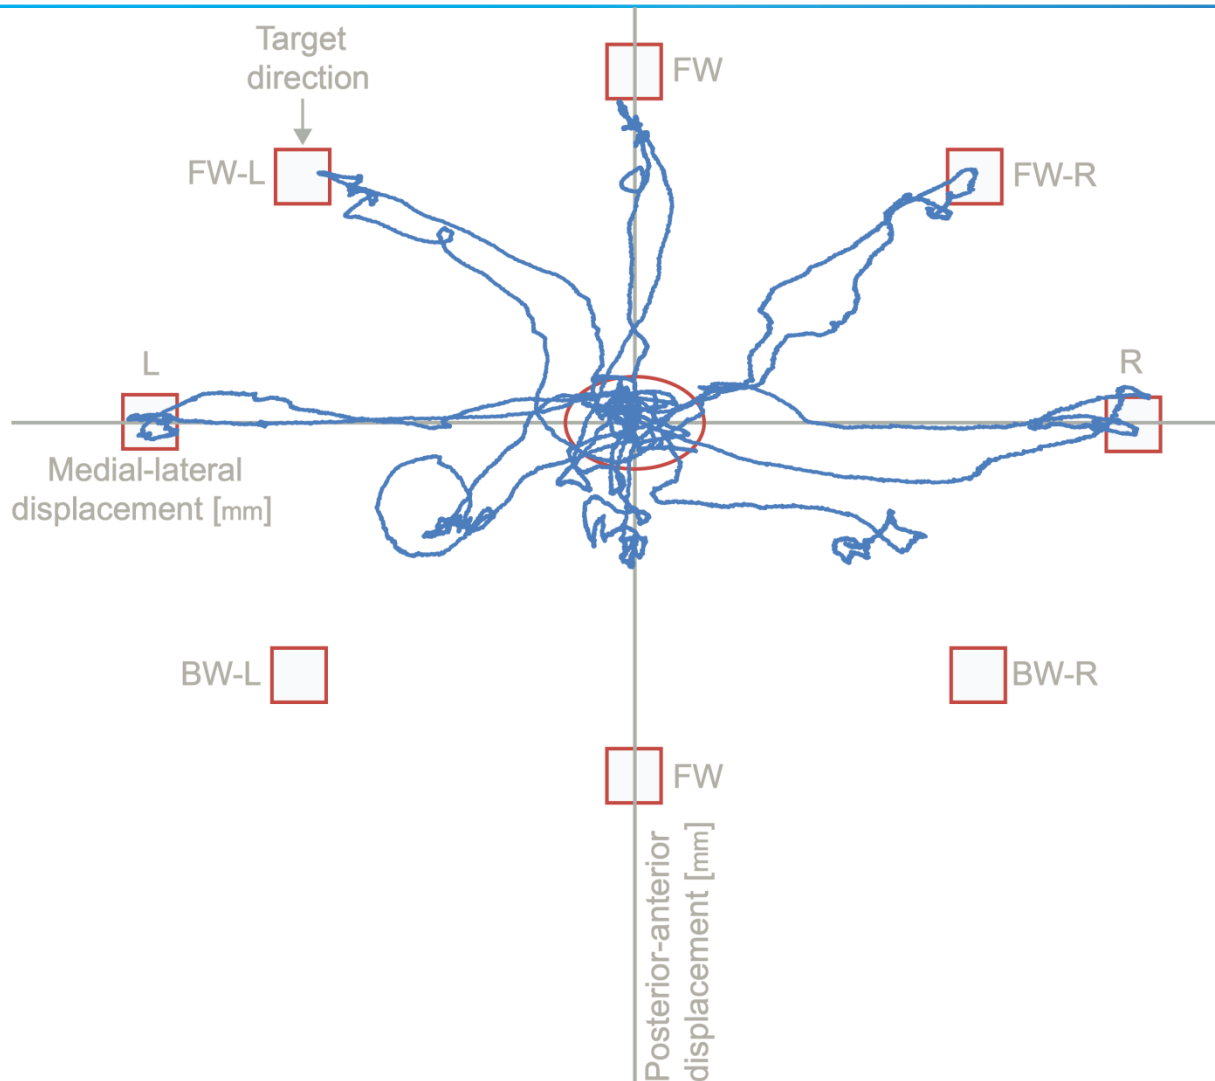 Target
direction
FW
FW-L
FW-R
L
R
Medial-lateral
displacement [mm]
BW-L
BW-R
FW
Posterior-anterior
displacement [mm]